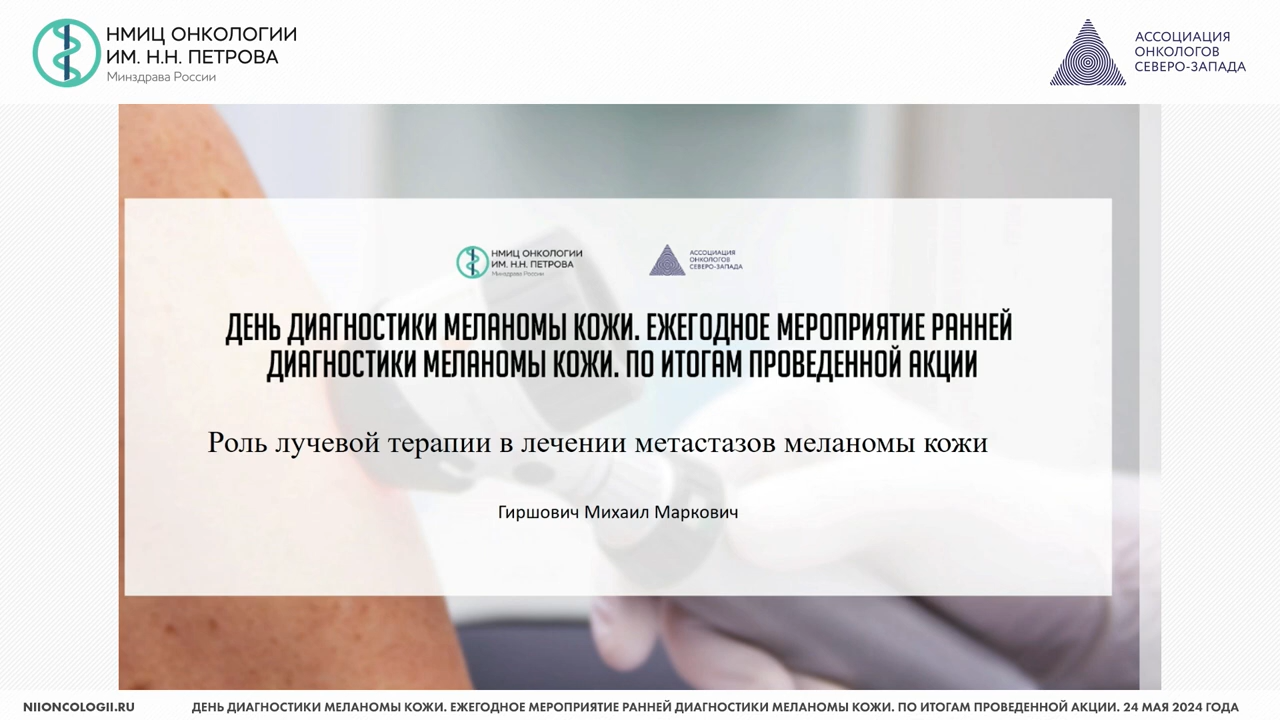 НМИЦ ОНКОЛОГИИ
ИМ. Н.Н. ПЕТРОВА
Минздрава России
АССОЦИАЦИЯ
ОНКОЛОГОВ
СЕВЕРО-ЗАПАДА
НМИЦ ОНКОЛОГИИ
ИМ. Н.Н. ПЕТРОВА
Минздрава России
АССОЦИАЦИЯ
ОНКОЛОГОВ
СЕВЕРО-ЗАПАДА
ДЕНЬ ДИАГНОСТИКИ МЕЛАНОМЫ КОЖИ. ЕЖЕГОДНОЕ МЕРОПРИЯТИЕ РАННЕЙ
ДИАГНОСТИКИ МЕЛАНОМЫ КОЖИ. ПО ИТОГАМ ПРОВЕДЕННОЙ АКЦИИ
Роль лучевой терапии в лечении метастазов меланомы кожи
Гиршович Михаил Маркович
NIIONCOLOGII.RU
ДЕНЬ ДИАГНОСТИКИ МЕЛАНОМЫ КОЖИ. ЕЖЕГОДНОЕ МЕРОПРИЯТИЕ РАННЕЙ ДИАГНОСТИКИ МЕЛАНОМЫ КОЖИ. ПО ИТОГАМ ПРОВЕДЕННОЙ АКЦИИ. 24 МАЯ 2024 ГОДА